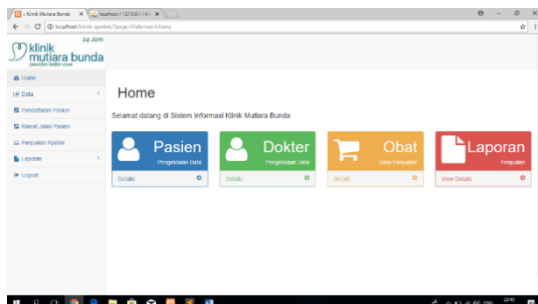 Klinik Mutiara Bunda
24 Jam
klinik
mutiara bunda
Home
Data
Pendaftaran Pasien
Rawat Jalan Pasien
Penjualan Apotek
Laporan
Logout
Home
Selamat datang di Sistem Informasi Klinik Mutiara Bunda
Pasien
Pengelolaan Data
Details
Dokter
Pengelolaan Data
Details
Obat
Data Penjualan
Details
Laporan
Penjualan
View Details